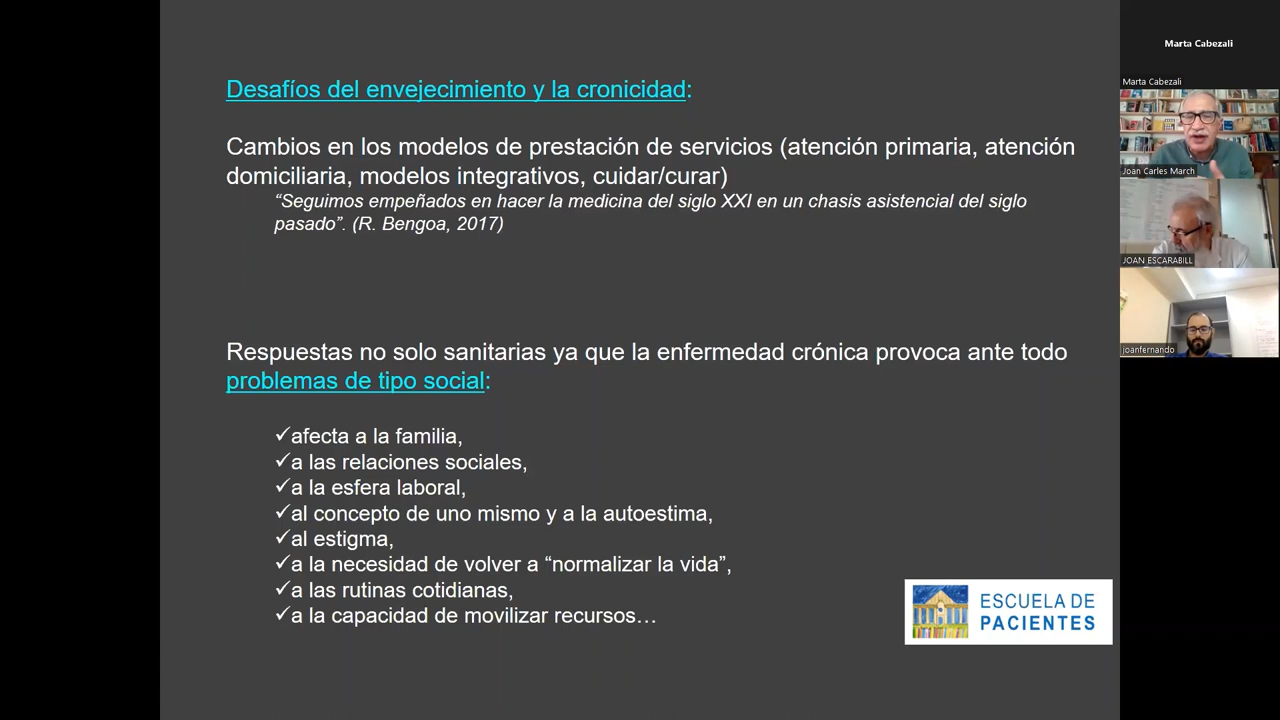 Desafíos del envejecimiento y la cronicidad:
Cambios en los modelos de prestación de servicios (atención primaria, atención
domiciliaria, modelos integrativos, cuidar/curar)
“Seguimos empeñados en hacer la medicina del siglo XXI en un chasis asistencial del siglo
pasado”. (R. Bengoa, 2017)
Respuestas no solo sanitarias ya que la enfermedad crónica provoca ante todo
problemas de tipo social:
✓afecta a la familia,
✓a las relaciones sociales,
✓a la esfera laboral,
✓al concepto de uno mismo y a la autoestima,
✓al estigma,
✓a la necesidad de volver a “normalizar la vida”,
✓a las rutinas cotidianas,
✓a la capacidad de movilizar recursos…
ESCUELA DE
PACIENTES
Marta Cabezali
Marta Cabezali
Joan Carles March
JOAN ESCARABILL
joanfernando